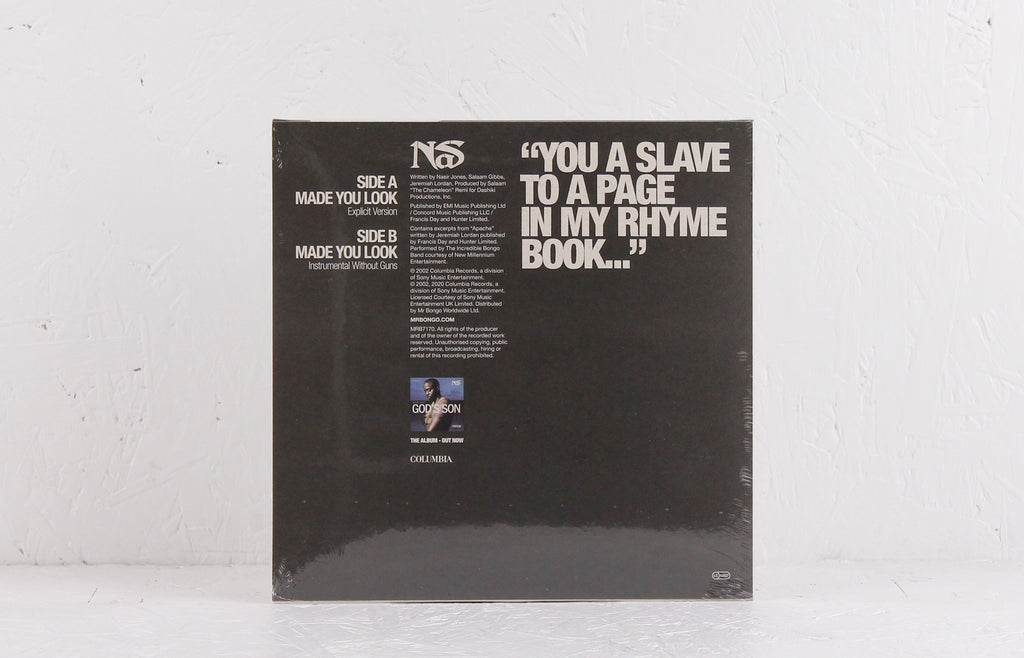 SIDE A
MADE YOU LOOK
Explicit Version
SIDE B
MADE YOU LOOK
Instrumental Without Guns
NaS
Written by Nasir Jones, Salaam Gibbs,
Jeremiah Lordan. Produced by Salaam
"The Chameleon" Remi for Dashiki
Productions, Inc.
Published by EMI Music Publishing Ltd
/ Concord Music Publishing LLC /
Francis Day and Hunter Limited.
Contains excerpts from "Apache"
written by Jeremiah Lordan published
by Francis Day and Hunter Limited.
Performed by The Incredible Bongo
Band courtesy of New Millennium
Entertainment.
℗ 2002 Columbia Records, a division
of Sony Music Entertainment.
© 2002, 2020 Columbia Records, a
division of Sony Music Entertainment.
Licensed Courtesy of Sony Music
Entertainment UK Limited. Distributed
by Mr Bongo Worldwide Ltd.
MRBONGO.COM
MRB7170. All rights of the producer
and of the owner of the recorded work
reserved. Unauthorised copying, public
performance, broadcasting, hiring or
rental of this recording prohibited.
NaS
GOD'S SON
THE ALBUM - OUT NOW
COLUMBIA
“YOU A SLAVE
TO A PAGE
IN MY RHYME
BOOK...”